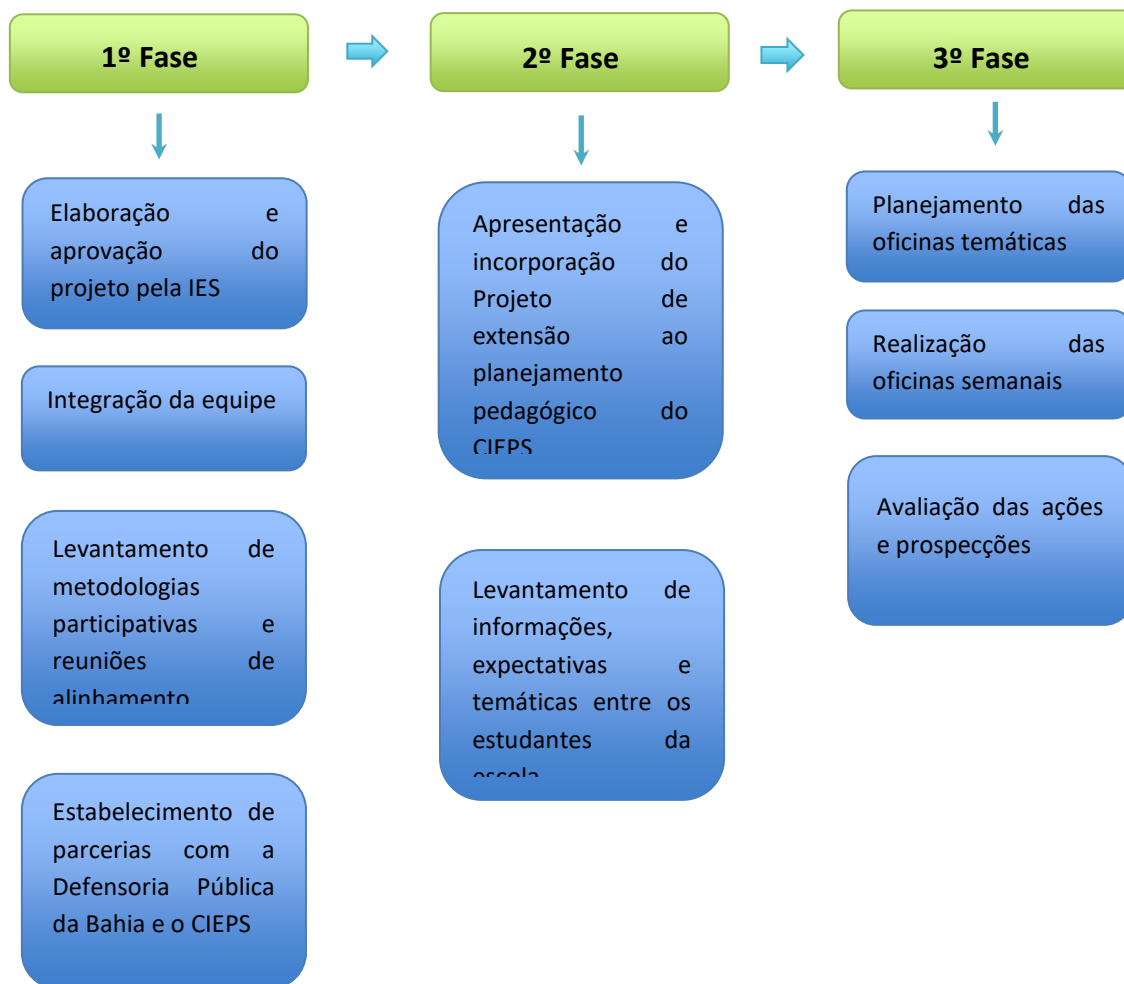 1º Fase
Elaboração e
aprovação do
projeto pela IES
Integração da equipe
Levantamento de
metodologias
participativas e
reuniões de
alinhamento
Estabelecimento de
parcerias com a
Defensoria Pública
da Bahia e o CIEPS
2º Fase
Apresentação e
incorporação do
Projeto de
extensão ao
planejamento
pedagógico do
CIEPS
Levantamento de
informações,
expectativas e
temáticas entre os
estudantes da
escola
3º Fase
Planejamento das
oficinas temáticas
Realização das
oficinas semanais
Avaliação das ações
e prospecções